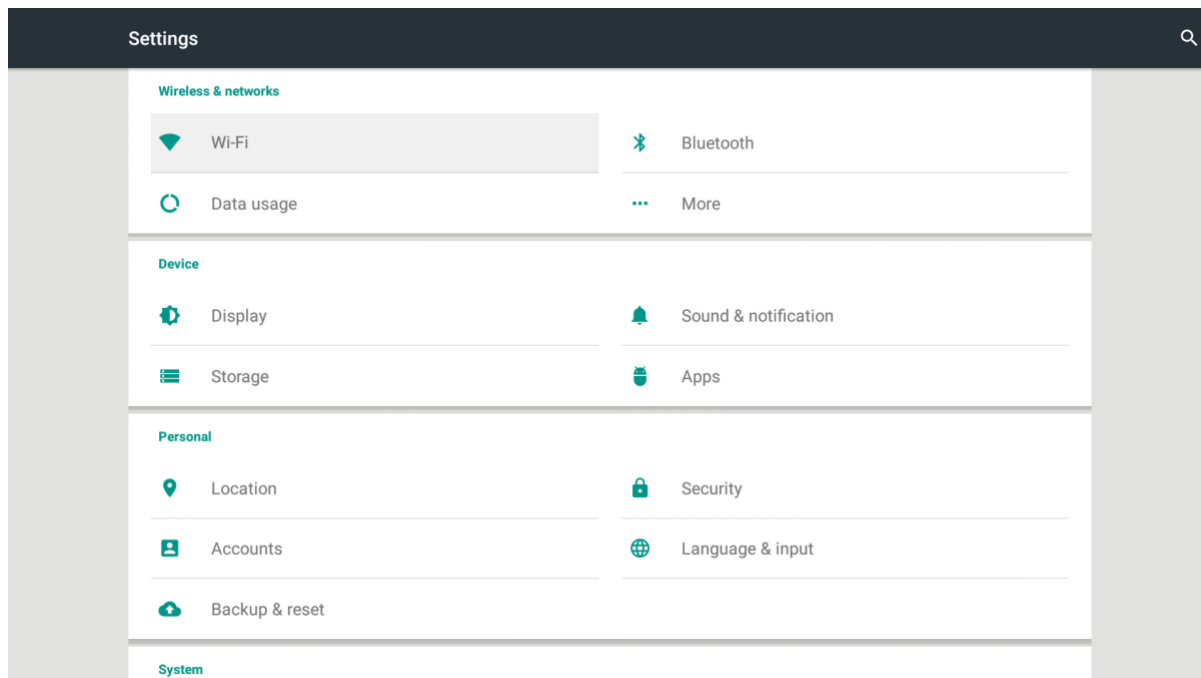 Settings
Wireless & networks
Wi-Fi
Bluetooth
Data usage
More
Device
Display
Sound & notification
Storage
Apps
Personal
Location
Security
Accounts
Language & input
Backup & reset
System